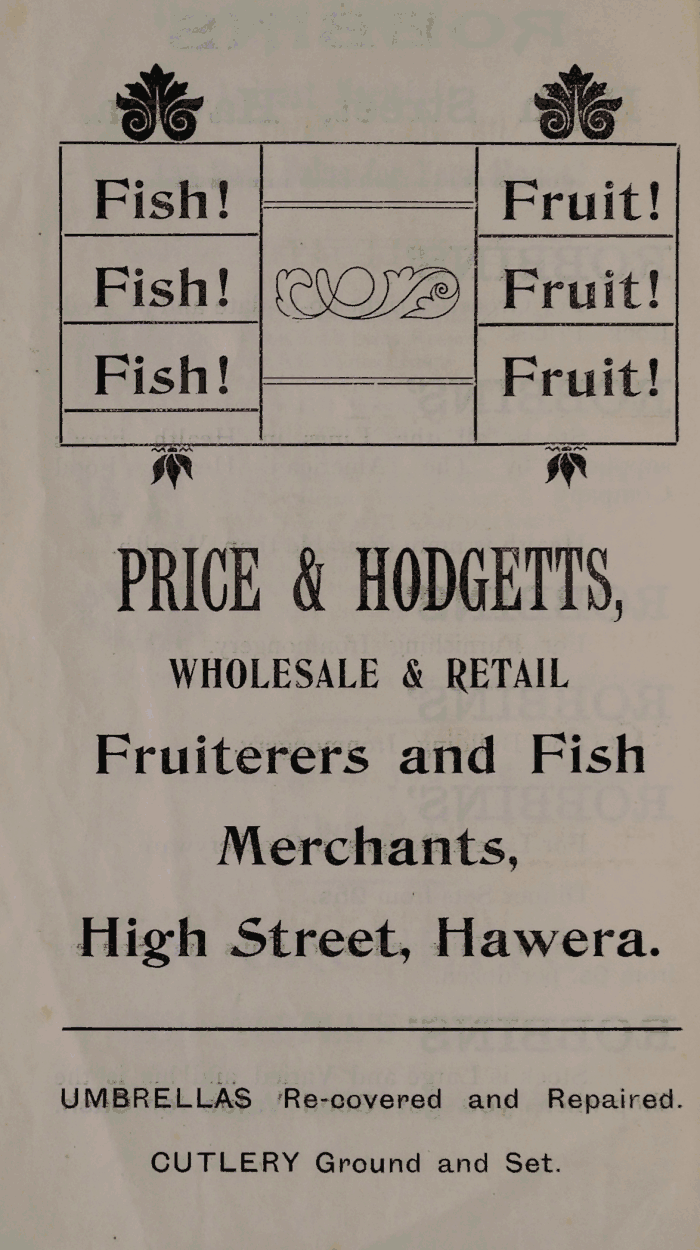 Fish!
Fish!
Fish!
Fruit!
Fruit!
Fruit!
PRICE & HODGETTS,
WHOLESALE & RETAIL
Fruiterers and Fish
Merchants,
High Street, Hawera.
UMBRELLAS Re-covered and Repaired.
CUTLERY Ground and Set.